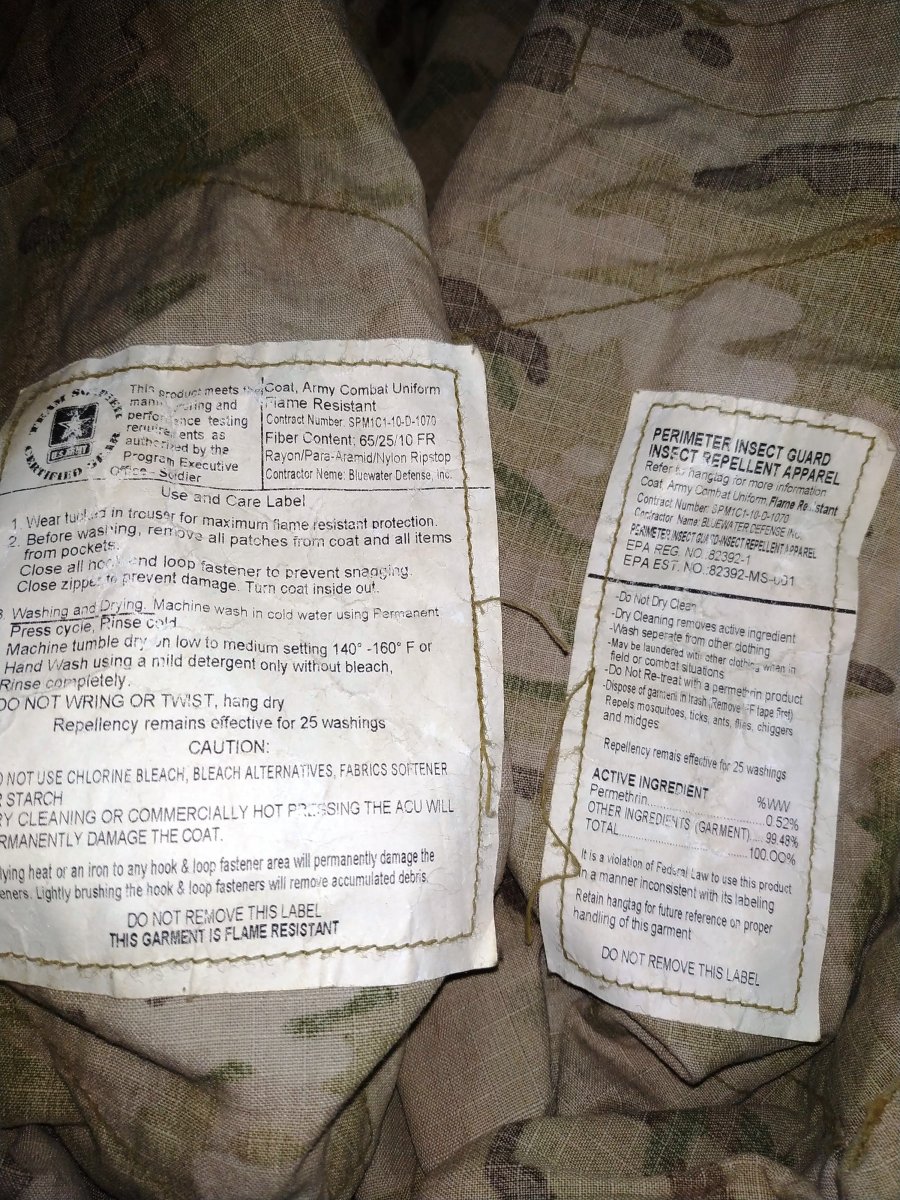 TEAM SOLDIER
CERTIFIED GEAR
U.S. ARMY
This product meets the
manufacturing and
performance testing
requirements as
authorized by the
Program Executive
Office - Soldier
Coat, Army Combat Uniform
Flame Resistant
Contract Number: SPM1C1-10-D-1070
Fiber Content: 65/25/10 FR
Rayon/Para-Aramid/Nylon Ripstop
Contractor Name: Bluewater Defense, Inc.
Use and Care Label
1. Wear tucked in trouser for maximum flame resistant protection.
2. Before washing, remove all patches from coat and all items
from pockets.
Close all hook and loop fastener to prevent snagging.
Close zipper to prevent damage. Turn coat inside out.
3. Washing and Drying. Machine wash in cold water using Permanent
Press cycle, Rinse cold.
Machine tumble dry on low to medium setting 140° -160° F or
Hand Wash using a mild detergent only without bleach,
Rinse completely.
DO NOT WRING OR TWIST, hang dry
Repellency remains effective for 25 washings
CAUTION:
O NOT USE CHLORINE BLEACH, BLEACH ALTERNATIVES, FABRICS SOFTENER
R STARCH
RY CLEANING OR COMMERCIALLY HOT PRESSING THE ACU WILL
RMANENTLY DAMAGE THE COAT.
lying heat or an iron to any hook & loop fastener area will permanently damage the
eners. Lightly brushing the hook & loop fasteners will remove accumulated debris.
DO NOT REMOVE THIS LABEL
THIS GARMENT IS FLAME RESISTANT
PERIMETER INSECT GUARD
INSECT REPELLENT APPAREL
Refer to hangtag for more information
Coat, Army Combat Uniform, Flame Resistant
Contract Number: SPM1C1-10-D-1070
Contractor Name: BLUEWATER DEFENSE INC.
PERIMETER INSECT GUARD-INSECT REPELLENT APPAREL
EPA REG. NO. 82392-1
EPA EST. NO.:82392-MS-001
-Do Not Dry Clean
-Dry Cleaning removes active ingredient
-Wash seperate from other clothing
-May be laundered with other clothing when in
field or combat situations
-Do Not Re-treat with a permethrin product
-Dispose of garment in trash (Remove IFF tape first)
Repels mosquitoes, ticks, ants, flies, chiggers
and midges
Repellency remais effective for 25 washings
ACTIVE INGREDIENT %W/W
Permethrin........................0.52%
OTHER INGREDIENTS (GARMENT)....99.48%
TOTAL..........................100.00%
It is a violation of Federal Law to use this product
in a manner inconsistent with its labeling
Retain hangtag for future reference on proper
handling of this garment
DO NOT REMOVE THIS LABEL